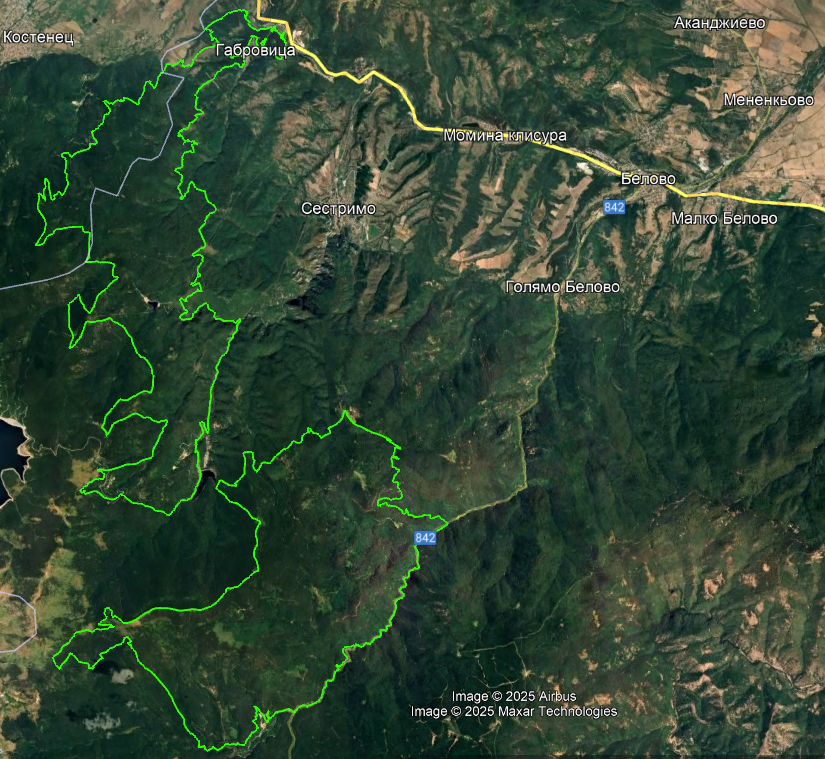 Аканджиево
Костенец
Габровица
Мененкьово
Момина клисура
Белово
842
Сестримо
Малко Белово
Голямо Белово
842
Image © 2025 Airbus
Image © 2025 Maxar Technologies